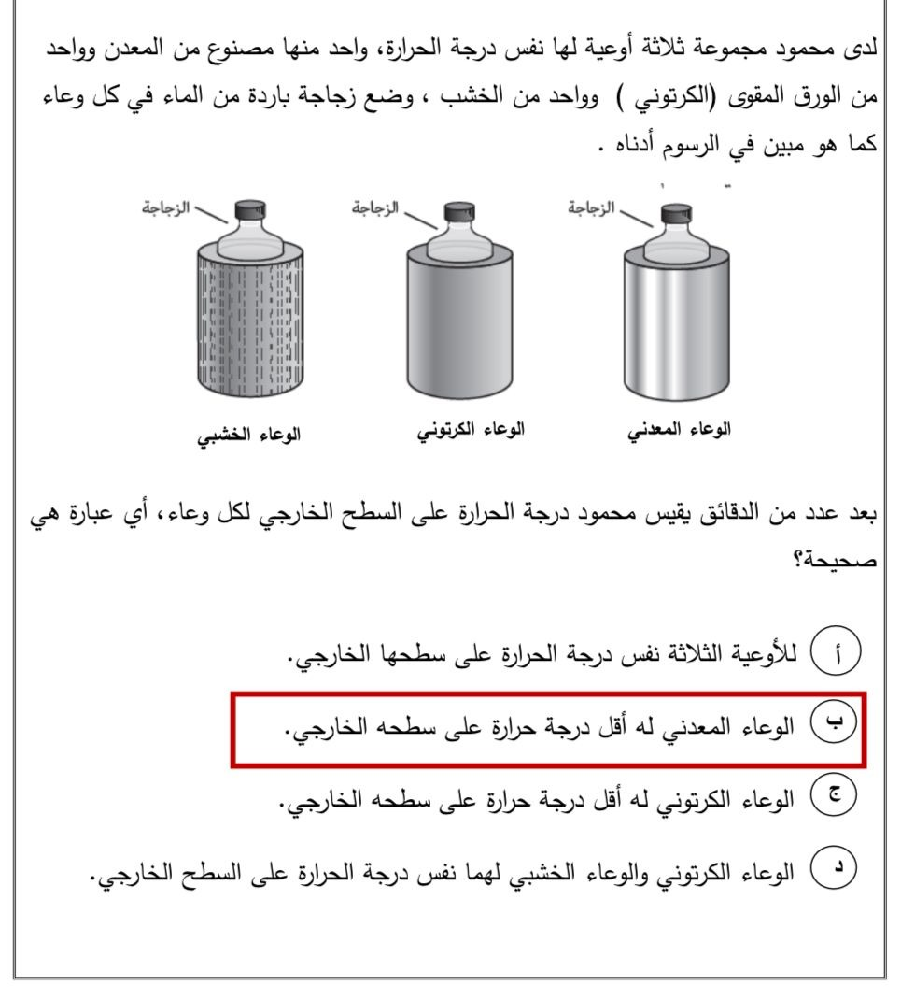 لدى محمود مجموعة ثلاثة أوعية لها نفس درجة الحرارة، واحد منها مصنوع من المعدن وواحد
من الورق المقوى (الكرتوني ) وواحد من الخشب ، وضع زجاجة باردة من الماء في كل وعاء
كما هو مبين في الرسوم أدناه .
الزجاجة الزجاجة الزجاجة
الوعاء المعدني الوعاء الكرتوني الوعاء الخشبي
بعد عدد من الدقائق يقيس محمود درجة الحرارة على السطح الخارجي لكل وعاء، أي عبارة هي
صحيحة؟
أ للأوعية الثلاثة نفس درجة الحرارة على سطحها الخارجي.
ب الوعاء المعدني له أقل درجة حرارة على سطحه الخارجي.
ج الوعاء الكرتوني له أقل درجة حرارة على سطحه الخارجي.
د الوعاء الكرتوني والوعاء الخشبي لهما نفس درجة الحرارة على السطح الخارجي.